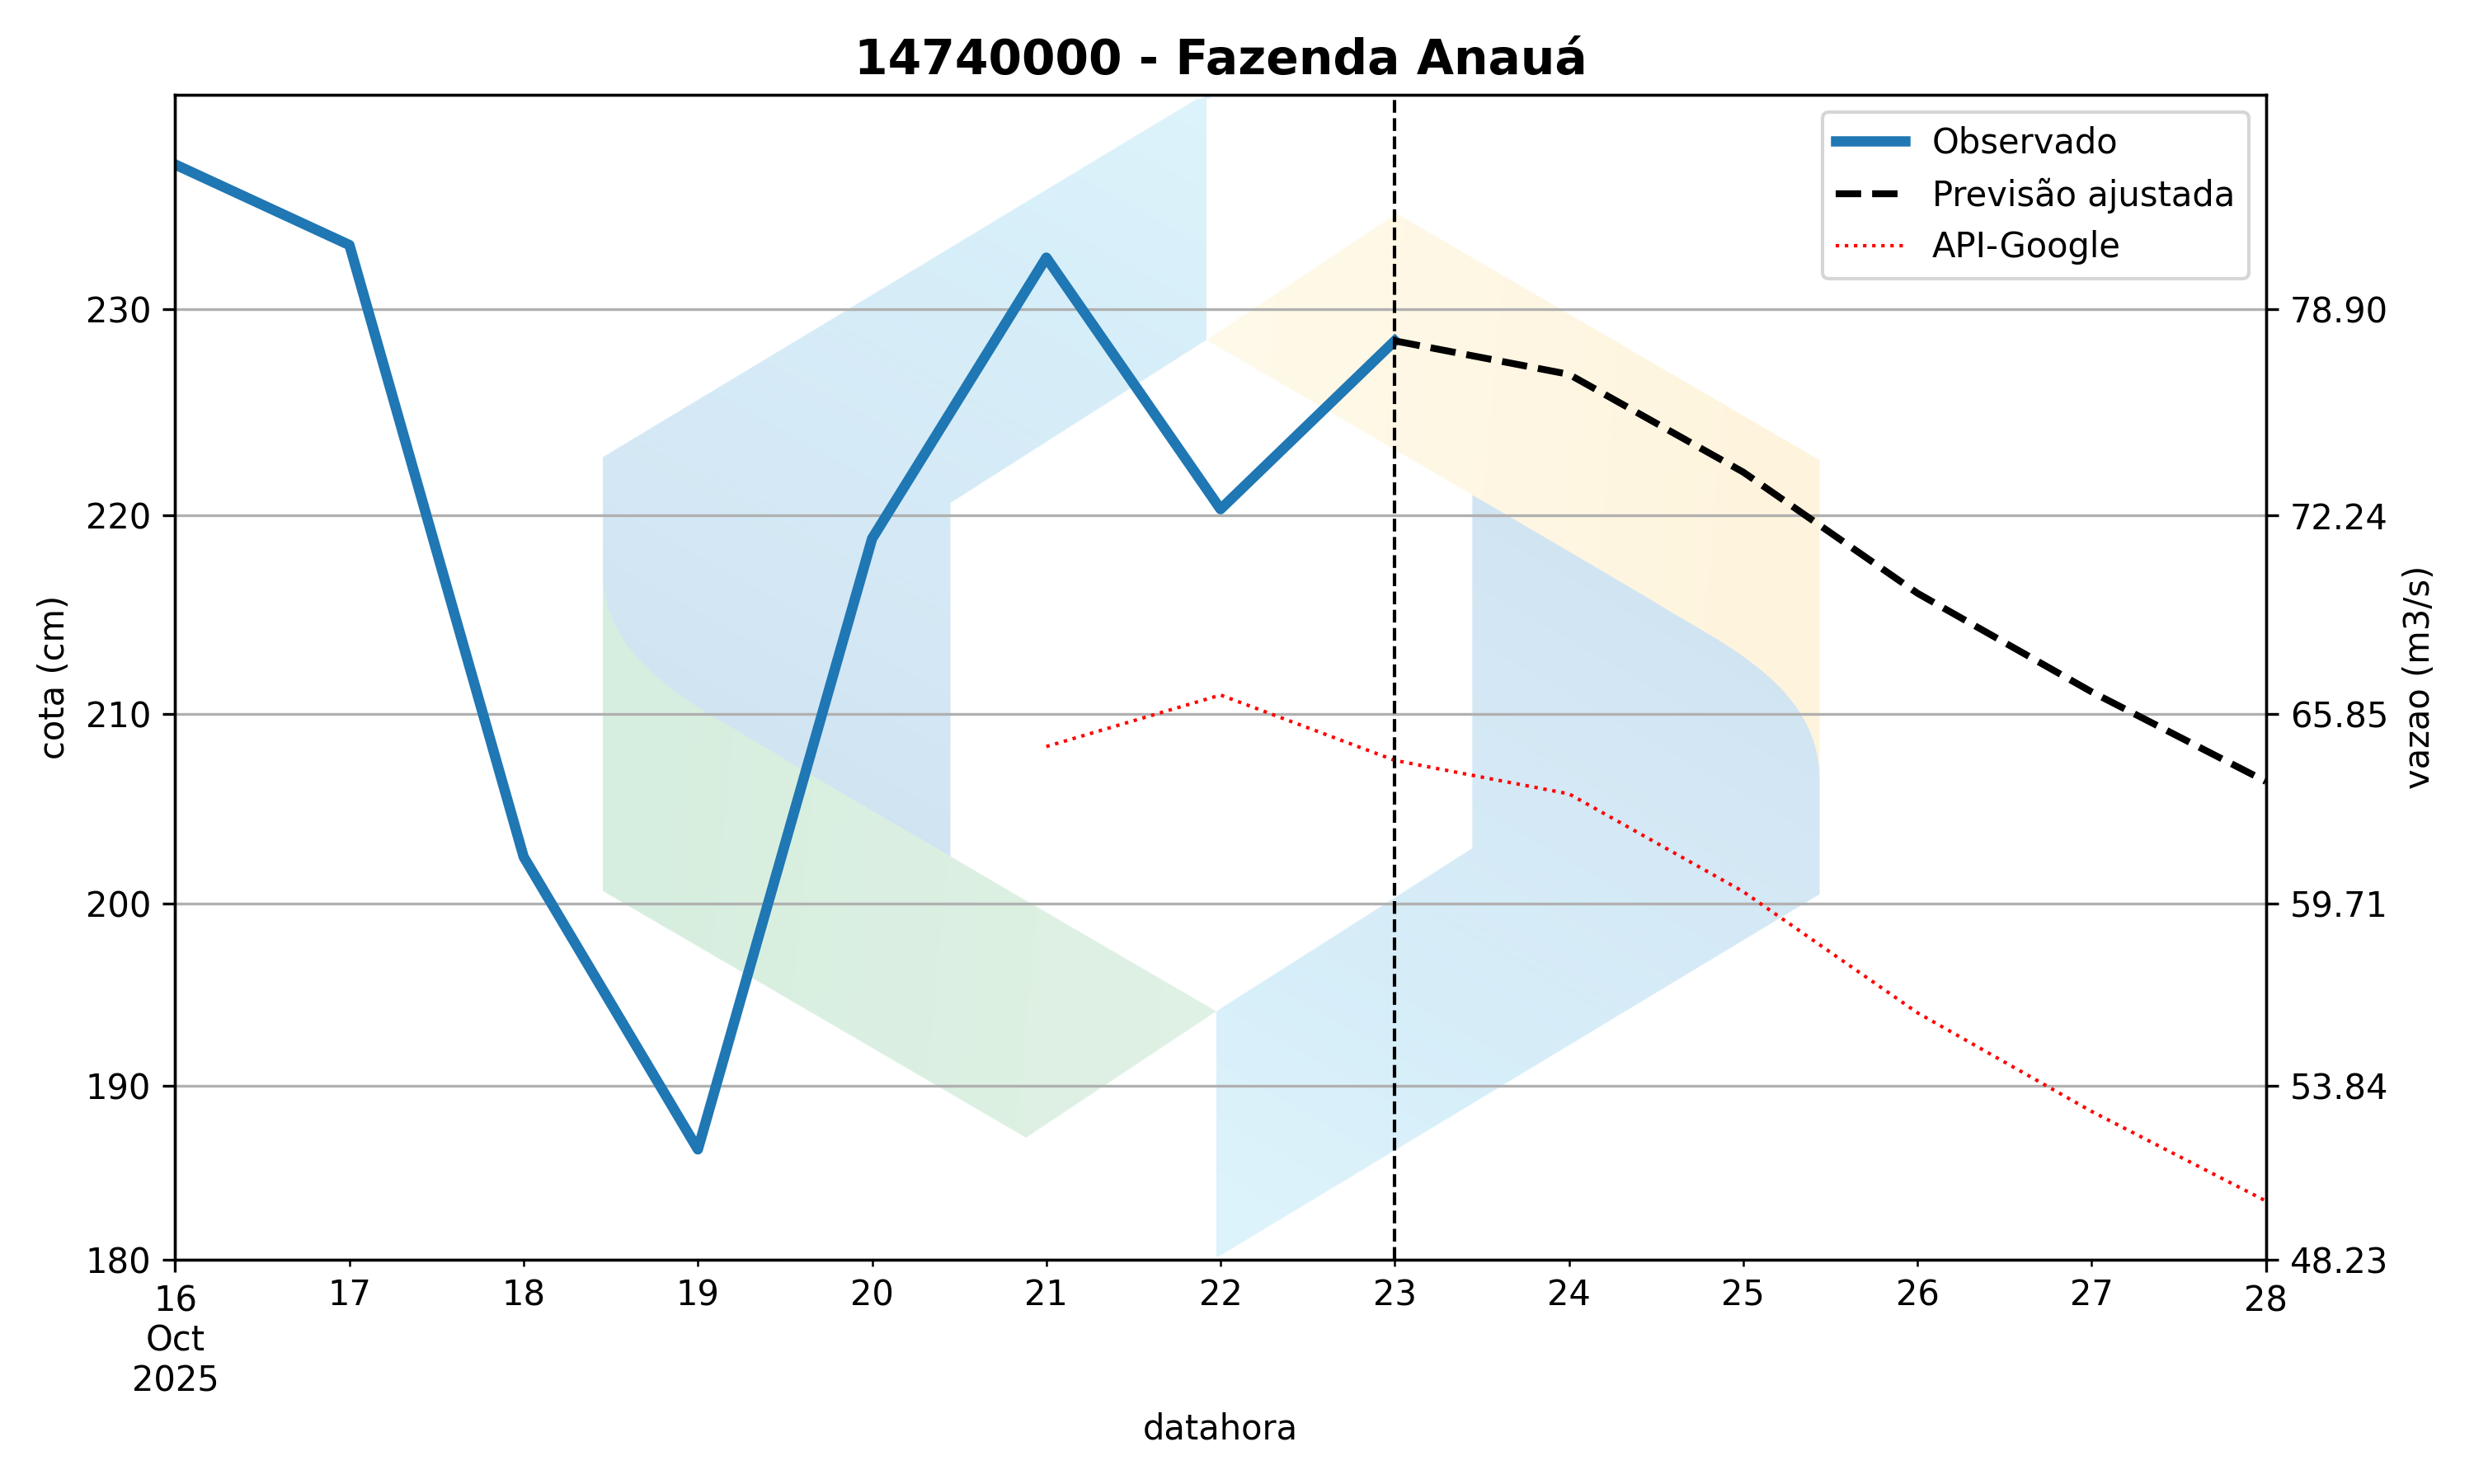 14740000 - Fazenda Anauá
Observado
Previsão ajustada
API-Google
cota (cm)
230
220
210
200
190
180
78.90
72.24
65.85
59.71
53.84
48.23
vazao (m3/s)
16 17 18 19 20 21 22 23 24 25 26 27 28
Oct
2025
datahora